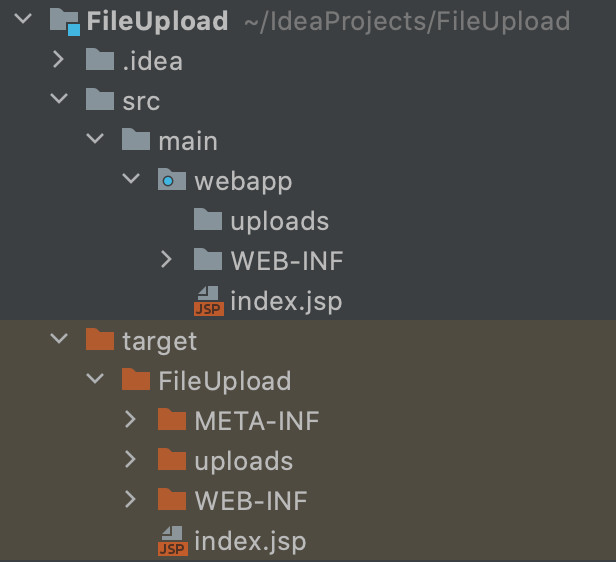 FileUpload ~/IdeaProjects/FileUpload
.idea
src
main
webapp
uploads
WEB-INF
JSP index.jsp
target
FileUpload
META-INF
uploads
WEB-INF
JSP index.jsp